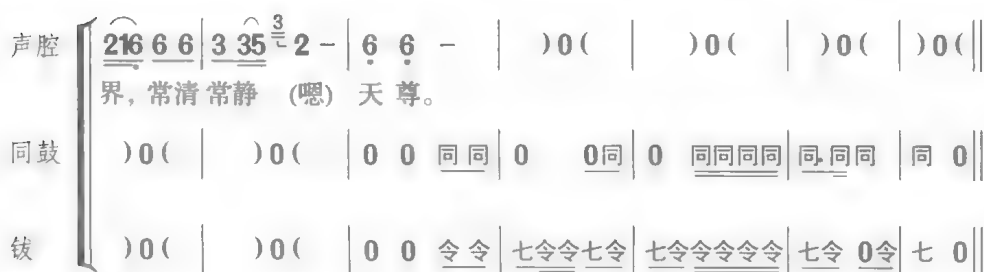 声腔 216 6 6 | 3 35 3 2 - | 6 6 - | )0( | )0( | )0( | )0( ‖
界，常清常静 (嗯) 天尊。
同鼓 )0( | )0( | 0 0 同同 | 0 0同 | 0 同同同同 | 同.同同 | 同 0 ‖
钹 )0( | )0( | 0 0 令令 | 七令令七令 | 七令令令令令 | 七令 0令 | 七 0 ‖